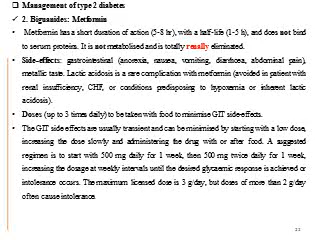 ❑ Management of type 2 diabetes
✓ 2. Biguanides: Metformin
• Metformin has a short duration of action (5-8 hr), with a half-life (1-5 h), and does not bind
to serum proteins. It is not metabolised and is totally renally eliminated.
• Side-effects: gastrointestinal (anorexia, nausea, vomiting, diarrhoea, abdominal pain),
metallic taste. Lactic acidosis is a rare complication with metformin (avoided in patient with
renal insufficiency, CHF, or conditions predisposing to hypoxemia or inherent lactic
acidosis).
• Doses (up to 3 times daily) to be taken with food to minimise GIT side-effects.
• The GIT side effects are usually transient and can be minimized by starting with a low dose,
increasing the dose slowly and administering the drug with or after food. A suggested
regimen is to start with 500 mg daily for 1 week, then 500 mg twice daily for 1 week,
increasing the dosage at weekly intervals until the desired glycaemic response is achieved or
intolerance occurs. The maximum licensed dose is 3 g/day, but doses of more than 2 g/day
often cause intolerance.